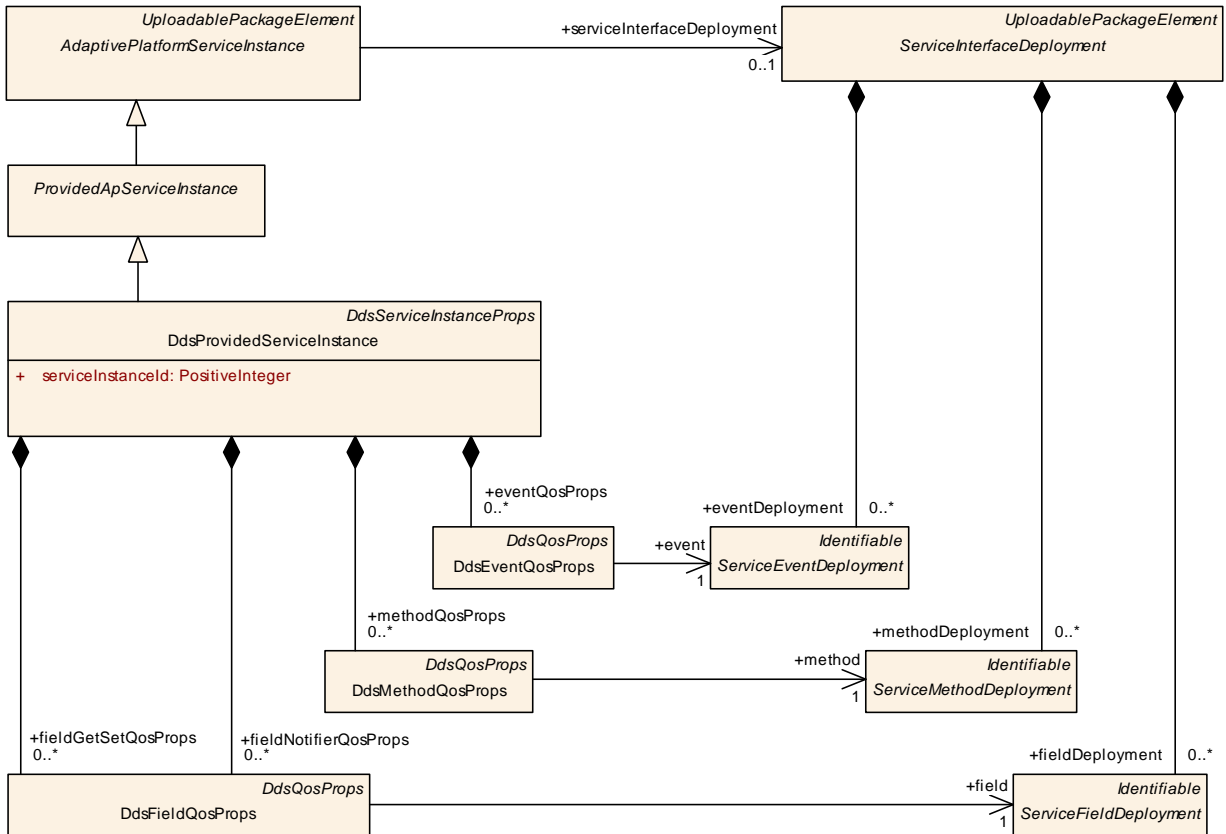 UploadablePackageElement
AdaptivePlatformServiceInstance
+serviceInterfaceDeployment
0..1
UploadablePackageElement
ServiceInterfaceDeployment
ProvidedApServiceInstance
DdsServiceInstanceProps
DdsProvidedServiceInstance
+ serviceInstanceId: PositiveInteger
+eventQosProps
0..*
+eventDeployment
0..*
DdsQosProps
DdsEventQosProps
+event
1
Identifiable
ServiceEventDeployment
+methodQosProps
0..*
+methodDeployment
0..*
DdsQosProps
DdsMethodQosProps
+method
1
Identifiable
ServiceMethodDeployment
+fieldGetSetQosProps
0..*
+fieldNotifierQosProps
0..*
+fieldDeployment
0..*
DdsQosProps
DdsFieldQosProps
+field
1
Identifiable
ServiceFieldDeployment